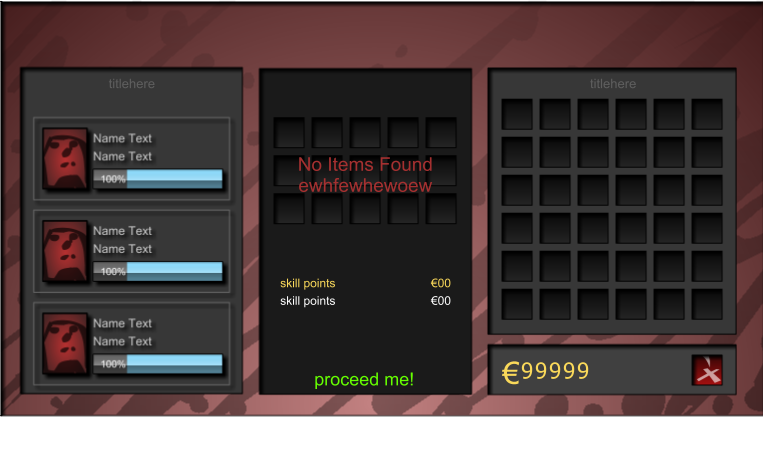 titlehere
Name Text
Name Text
100%
Name Text
Name Text
100%
Name Text
Name Text
100%
No Items Found
ewhfewhewoew
skill points €00
skill points €00
proceed me!
titlehere
€99999